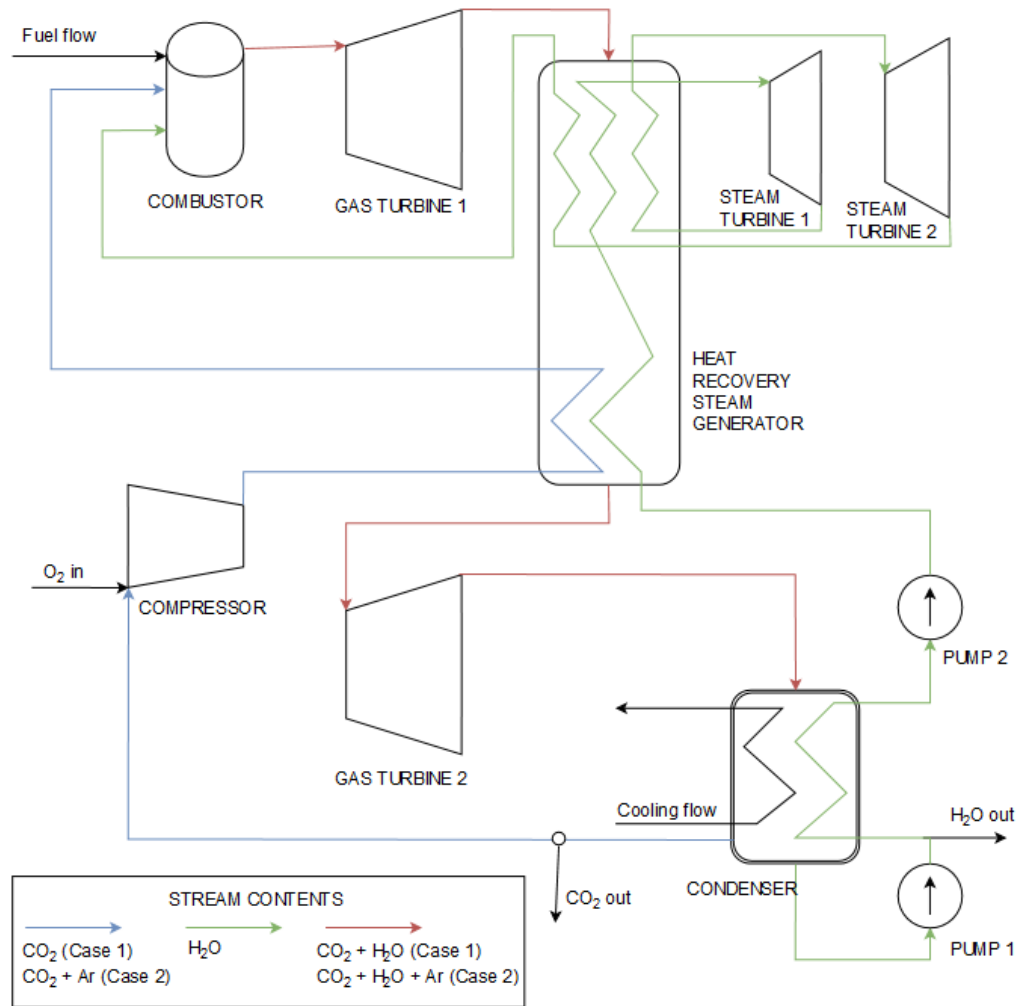 Fuel flow
COMBUSTOR
GAS TURBINE 1
STEAM
TURBINE 1
STEAM
TURBINE 2
HEAT
RECOVERY
STEAM
GENERATOR
O₂ in
COMPRESSOR
PUMP 2
GAS TURBINE 2
Cooling flow
H₂O out
CO₂ out
CONDENSER
PUMP 1
STREAM CONTENTS
CO₂ (Case 1)
CO₂ + Ar (Case 2)
H₂O
CO₂ + H₂O (Case 1)
CO₂ + H₂O + Ar (Case 2)